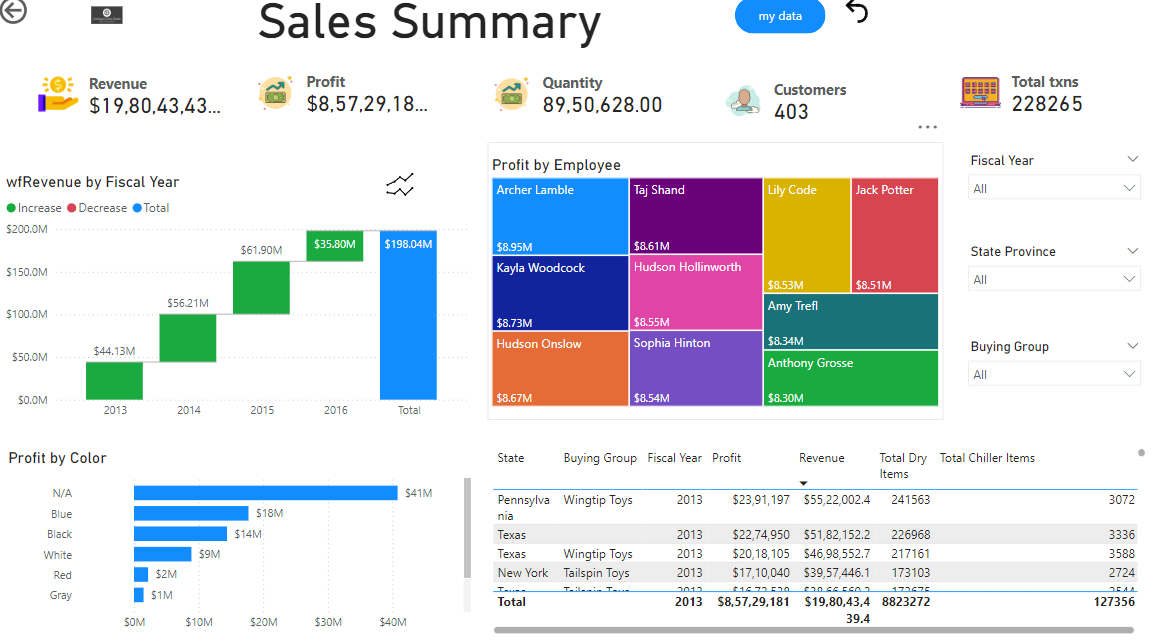 Sales Summary
my data
Revenue
$19,80,43,43...
Profit
$8,57,29,18...
Quantity
89,50,628.00
Customers
403
Total txns
228265
wfRevenue by Fiscal Year
Increase Decrease Total
$200.0M
$150.0M
$100.0M
$50.0M
$0.0M
$44.13M
$56.21M
$61.90M
$35.80M
$198.04M
2013 2014 2015 2016 Total
Profit by Employee
Archer Lamble
$8.95M
Kayla Woodcock
$8.73M
Hudson Onslow
$8.67M
Taj Shand
$8.61M
Hudson Hollinworth
$8.55M
Sophia Hinton
$8.54M
Lily Code
$8.53M
Jack Potter
$8.51M
Amy Trefl
$8.34M
Anthony Grosse
$8.30M
Fiscal Year
All
State Province
All
Buying Group
All
Profit by Color
N/A $41M
Blue $18M
Black $14M
White $9M
Red $2M
Gray $1M
$0M $10M $20M $30M $40M
State Buying Group Fiscal Year Profit Revenue Total Dry Total Chiller Items
Items
Pennsylva Wingtip Toys 2013 $23,91,197 $55,22,002.4 241563 3072
nia
Texas 2013 $22,74,950 $51,82,152.2 226968 3336
Texas Wingtip Toys 2013 $20,18,105 $46,98,552.7 217161 3588
New York Tailspin Toys 2013 $17,10,040 $39,57,446.1 173103 2724
Total 2013 $8,57,29,181 $19,80,43,4 8823272 127356
39.4